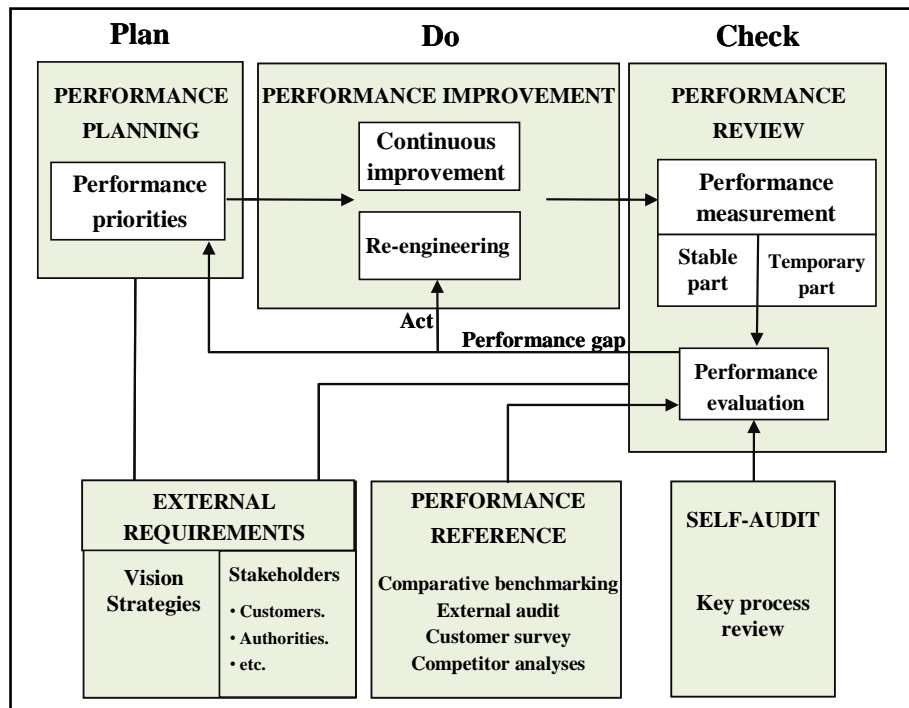 Plan
Do
Check
PERFORMANCE
PLANNING
Performance
priorities
PERFORMANCE IMPROVEMENT
Continuous
improvement
Re-engineering
PERFORMANCE
REVIEW
Performance
measurement
Stable
part
Temporary
part
Act
Performance gap
Performance
evaluation
EXTERNAL
REQUIREMENTS
Vision
Strategies
Stakeholders
• Customers.
• Authorities.
• etc.
PERFORMANCE
REFERENCE
Comparative benchmarking
External audit
Customer survey
Competitor analyses
SELF-AUDIT
Key process
review